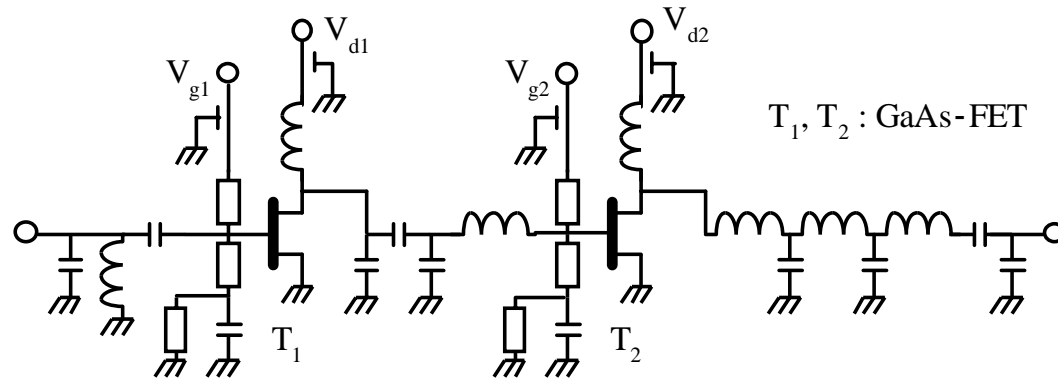 V_d1
V_d2
V_g1
V_g2
T_1, T_2 : GaAs-FET
T_1
T_2